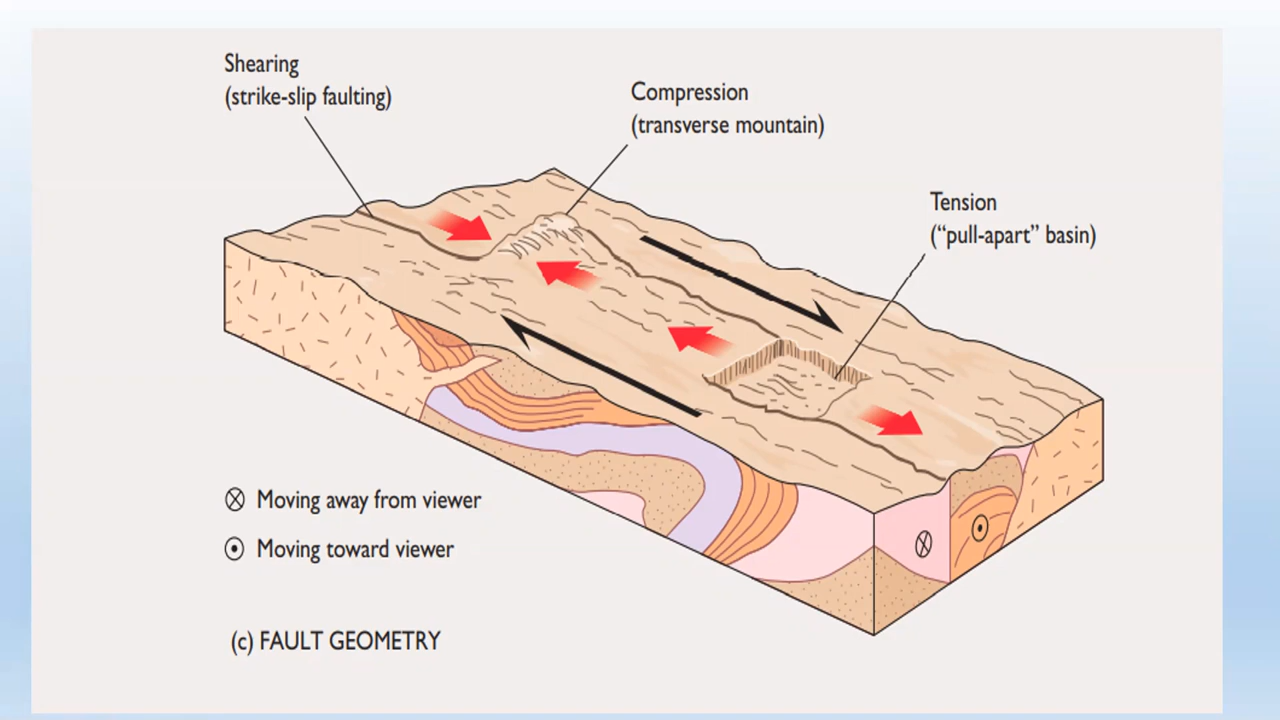 Shearing
(strike-slip faulting)
Compression
(transverse mountain)
Tension
(“pull-apart” basin)
Moving away from viewer
Moving toward viewer
(c) FAULT GEOMETRY